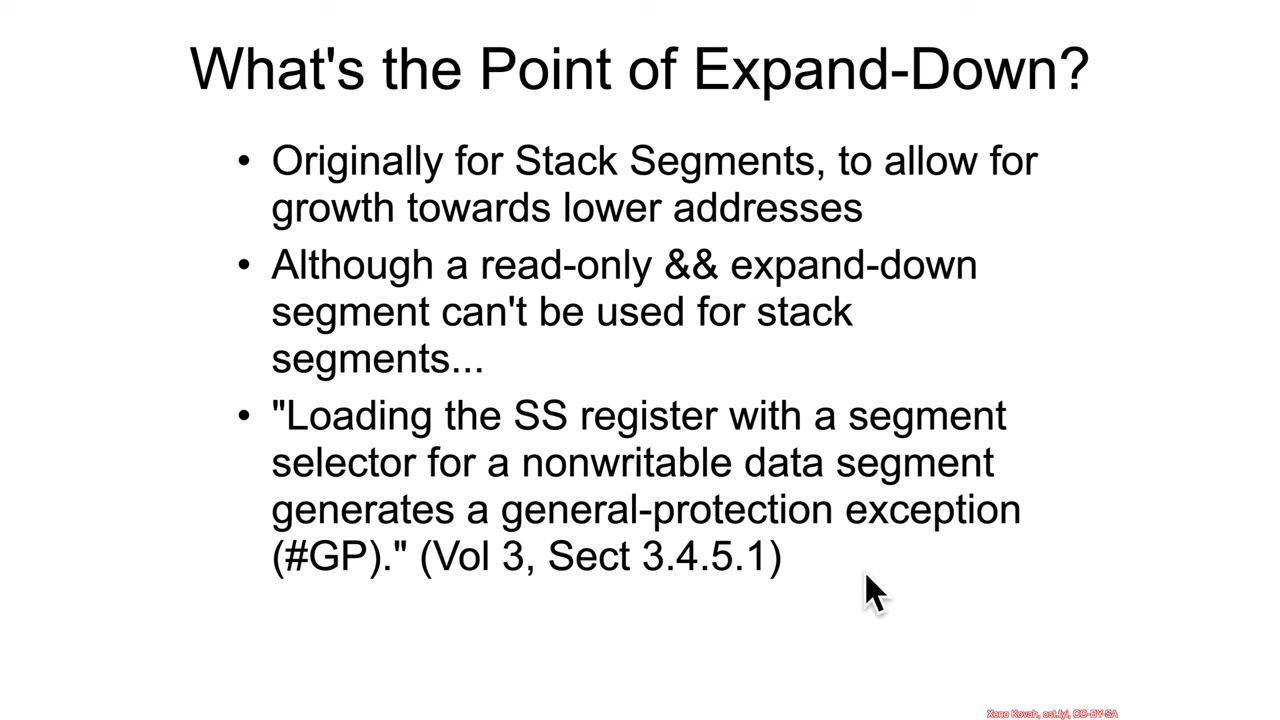 What's the Point of Expand-Down?
• Originally for Stack Segments, to allow for
growth towards lower addresses
• Although a read-only && expand-down
segment can't be used for stack
segments...
• "Loading the SS register with a segment
selector for a nonwritable data segment
generates a general-protection exception
(#GP)." (Vol 3, Sect 3.4.5.1)
Xeno Kovah, ost.fyi, CC-BY-SA